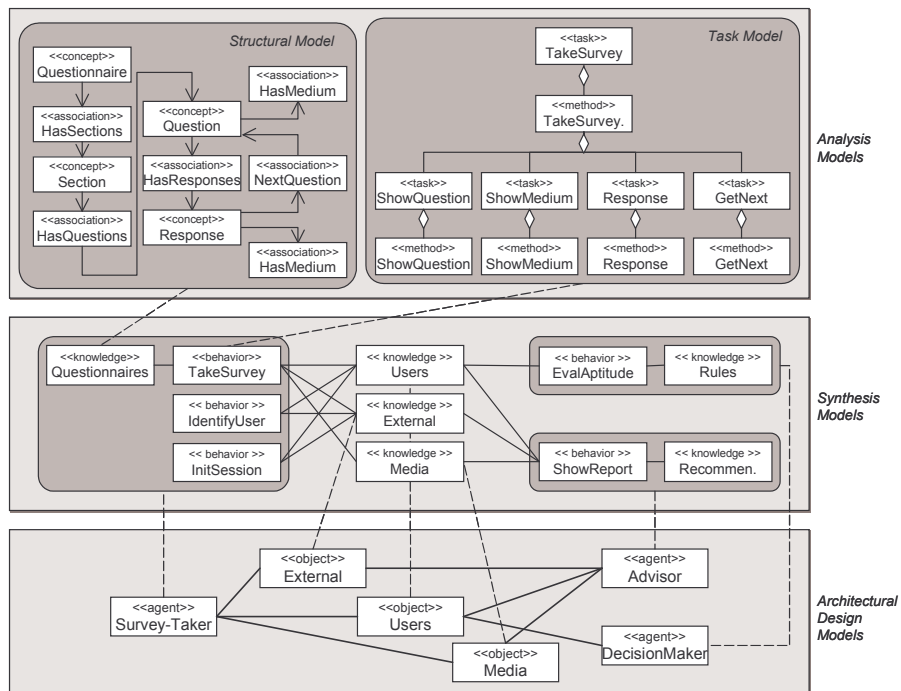 Structural Model
<<concept>>
Questionnaire
<<association>>
HasSections
<<concept>>
Section
<<association>>
HasQuestions
<<concept>>
Question
<<association>>
HasResponses
<<concept>>
Response
<<association>>
HasMedium
<<association>>
NextQuestion
<<association>>
HasMedium
Task Model
<<task>>
TakeSurvey
<<method>>
TakeSurvey.
<<task>>
ShowQuestion
<<task>>
ShowMedium
<<task>>
Response
<<task>>
GetNext
<<method>>
ShowQuestion
<<method>>
ShowMedium
<<method>>
Response
<<method>>
GetNext
Analysis
Models
<<knowledge>>
Questionnaires
<<behavior>>
TakeSurvey
<< behavior >>
IdentifyUser
<< behavior >>
InitSession
<< knowledge >>
Users
<< knowledge >>
External
<< knowledge >>
Media
<< behavior >>
EvalAptitude
<< knowledge >>
Rules
<< behavior >>
ShowReport
<< knowledge >>
Recommen.
Synthesis
Models
<<object>>
External
<<agent>>
Advisor
<<agent>>
Survey-Taker
<<object>>
Users
<<object>>
Media
<<agent>>
DecisionMaker
Architectural
Design
Models